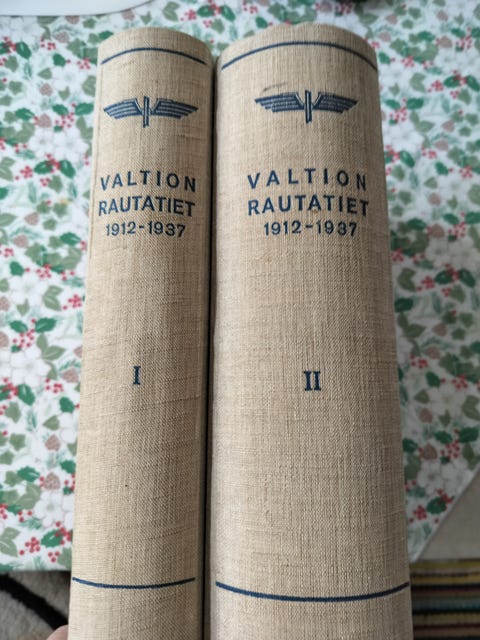 VALTION
RAUTATIET
1912-1937
I
VALTION
RAUTATIET
1912-1937
II